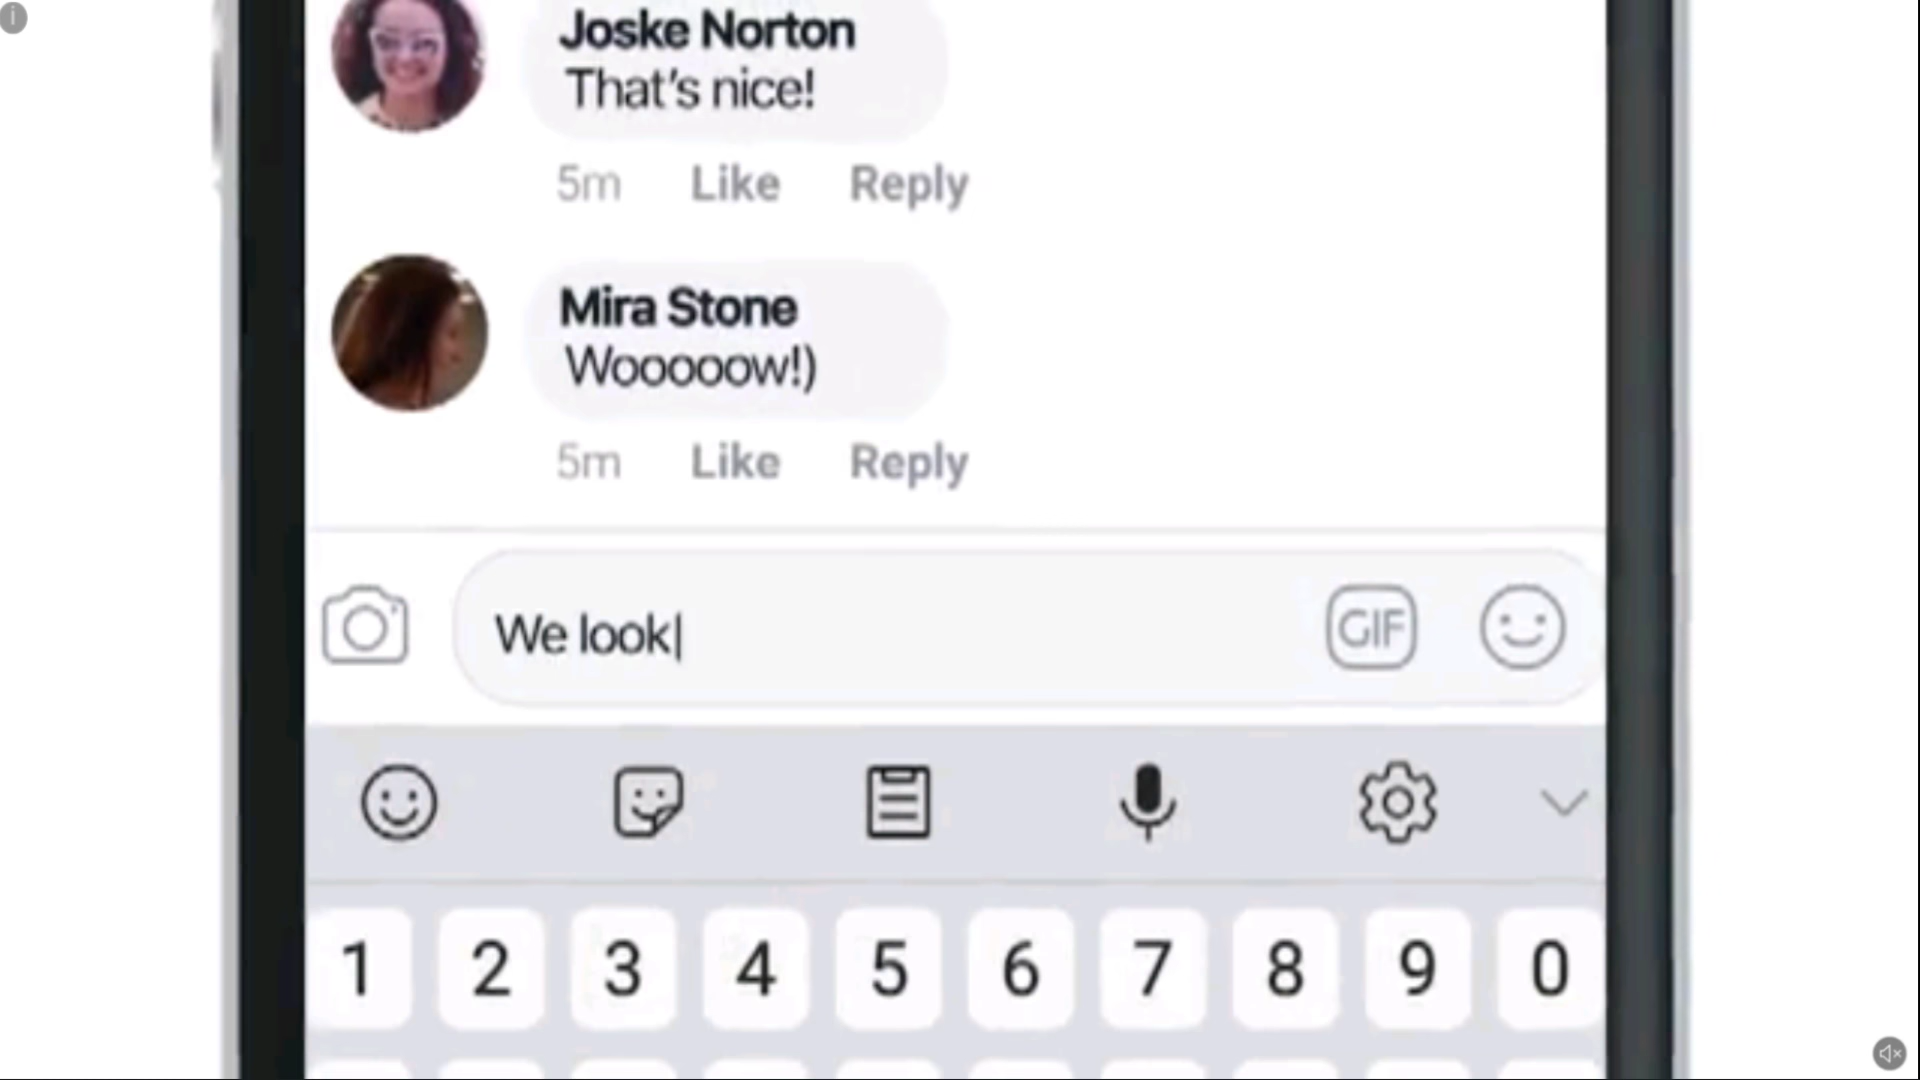 Joske Norton
That's nice!
5m Like Reply
Mira Stone
Wooooow!)
5m Like Reply
We look
GIF
1 2 3 4 5 6 7 8 9 0